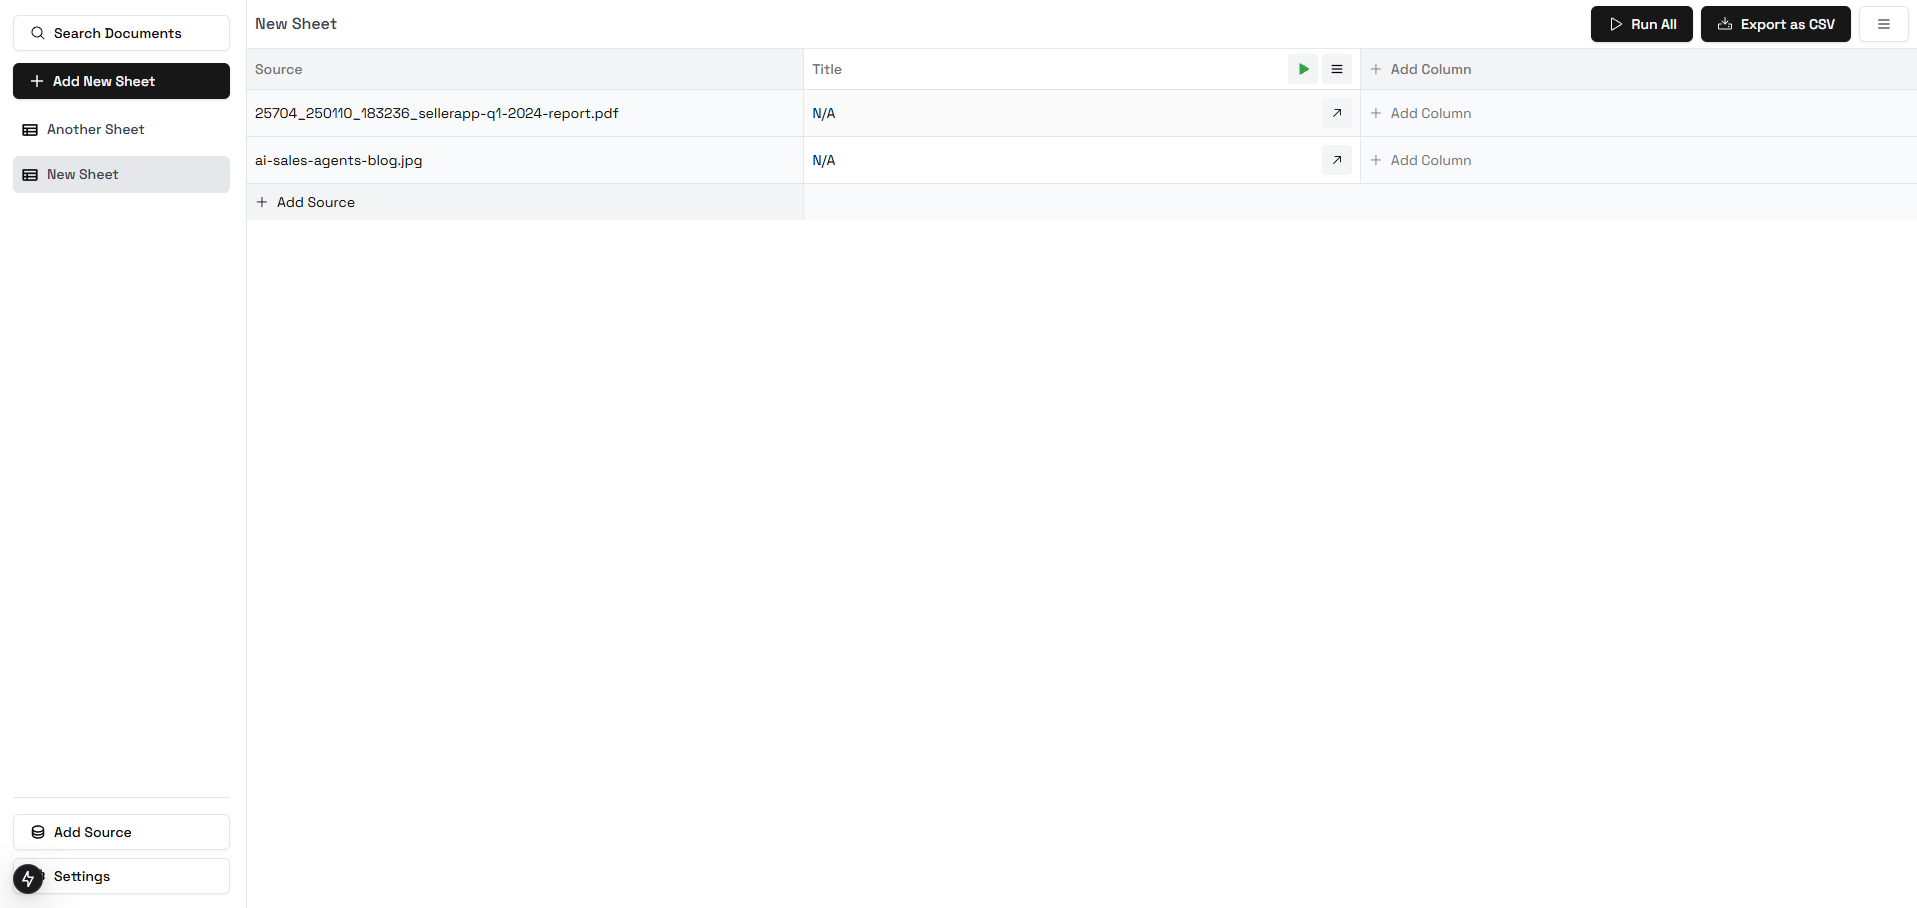 Search Documents
Add New Sheet
Another Sheet
New Sheet
Add Source
Settings
New Sheet
Run All
Export as CSV
Source
Title
Add Column
25704_250110_183236_sellerapp-q1-2024-report.pdf
N/A
Add Column
ai-sales-agents-blog.jpg
N/A
Add Column
Add Source